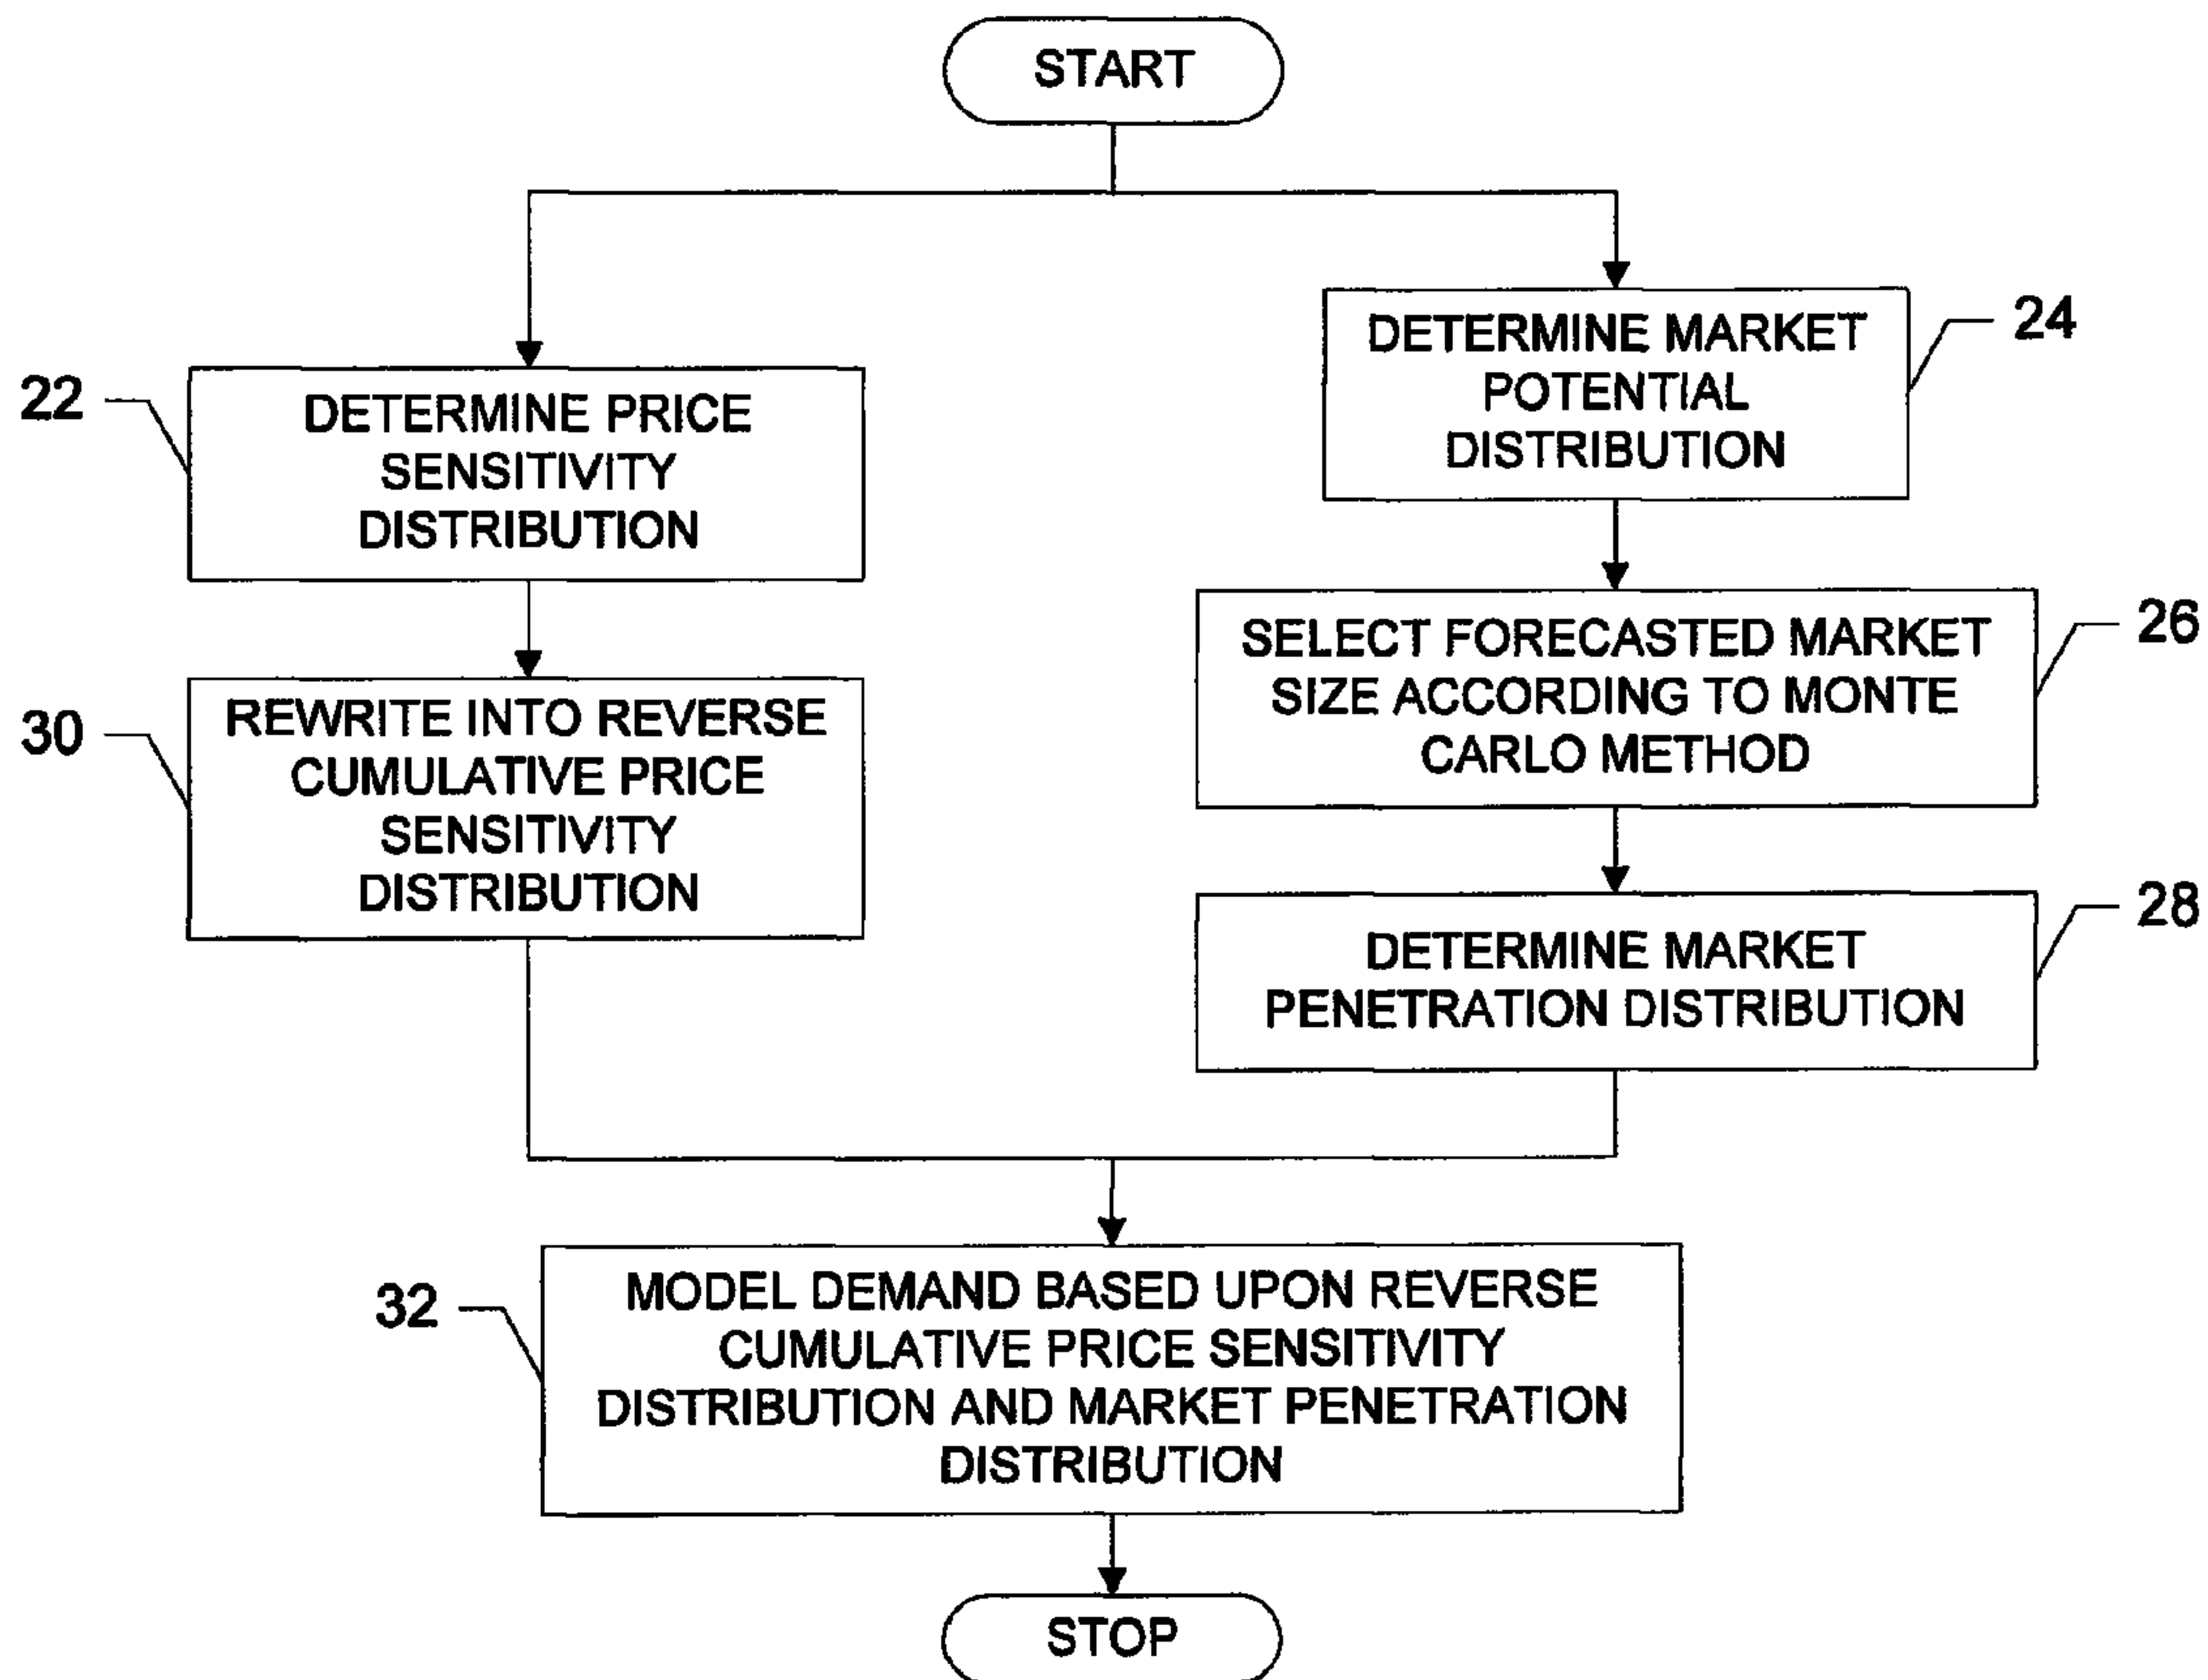 START
22
DETERMINE PRICE
SENSITIVITY
DISTRIBUTION
24
DETERMINE MARKET
POTENTIAL
DISTRIBUTION
30
REWRITE INTO REVERSE
CUMULATIVE PRICE
SENSITIVITY
DISTRIBUTION
26
SELECT FORECASTED MARKET
SIZE ACCORDING TO MONTE
CARLO METHOD
28
DETERMINE MARKET
PENETRATION DISTRIBUTION
32
MODEL DEMAND BASED UPON REVERSE
CUMULATIVE PRICE SENSITIVITY
DISTRIBUTION AND MARKET PENETRATION
DISTRIBUTION
STOP